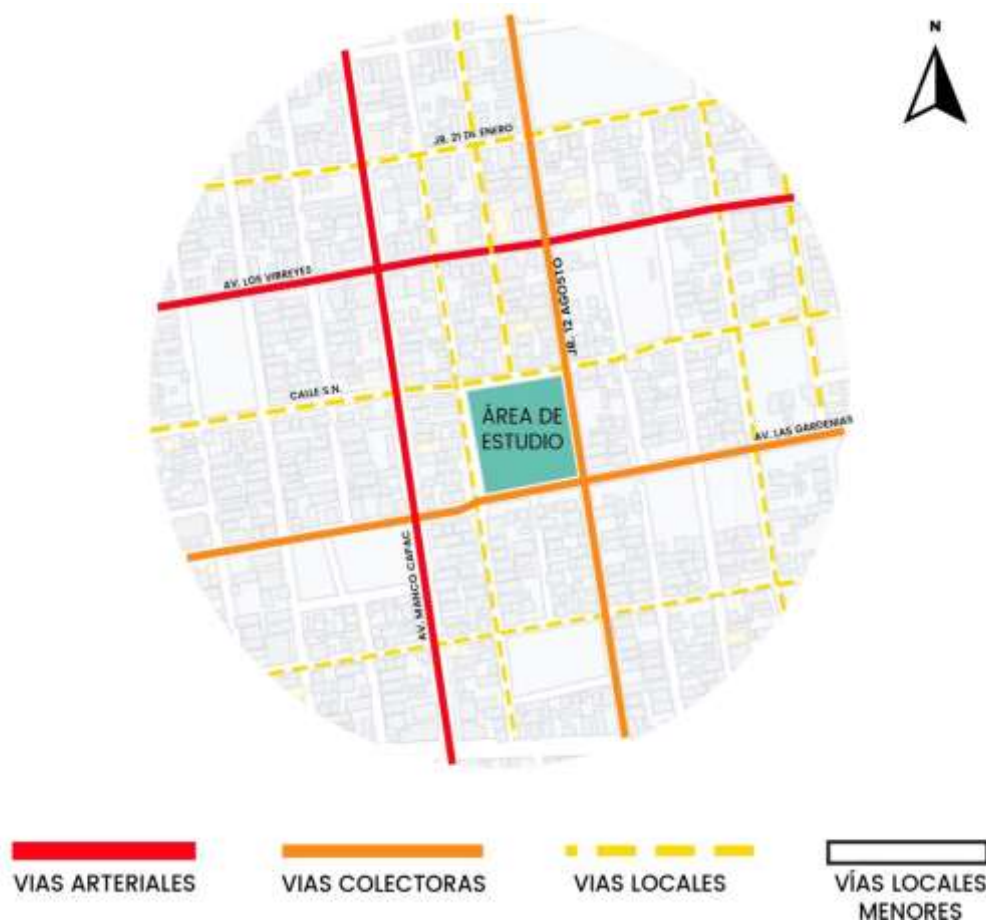 N
JR. 21 DE ENERO
AV. LOS VIRREYES
JR. 12 AGOSTO
CALLE S.N.
ÁREA DE
ESTUDIO
AV. LAS GARDENIAS
AV. MANCO CAPAC
VIAS ARTERIALES
VIAS COLECTORAS
VIAS LOCALES
VÍAS LOCALES
MENORES